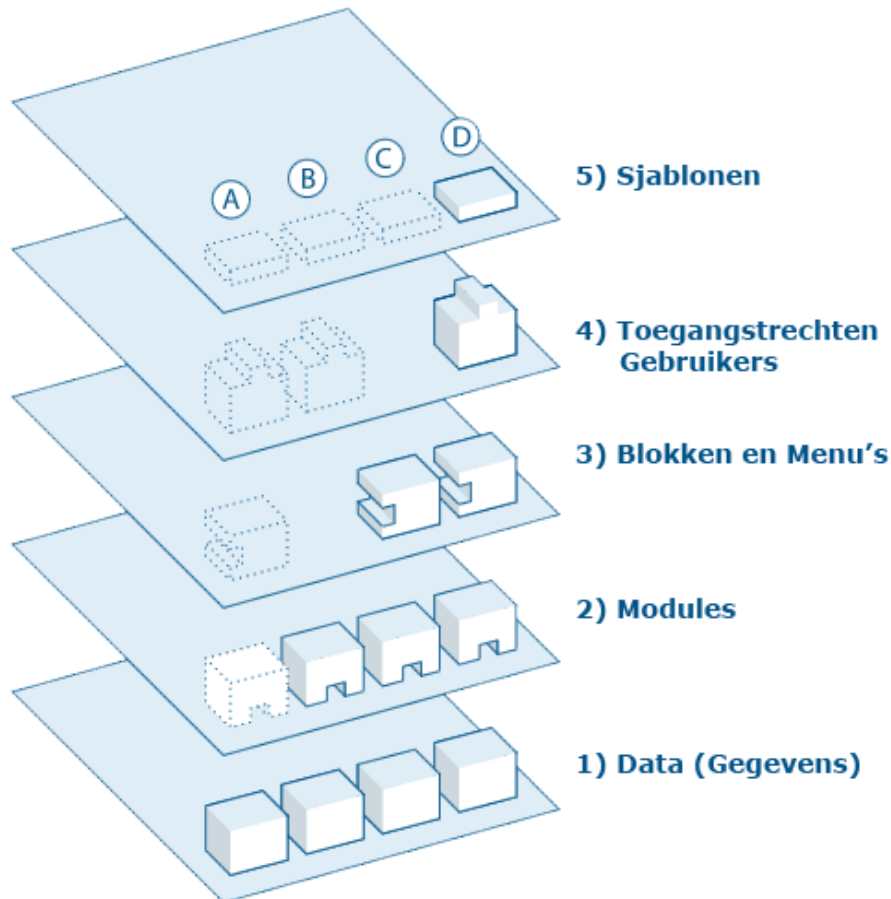 A
B
C
D
5) Sjablonen
4) Toegangstrechten
Gebruikers
3) Blokken en Menu’s
2) Modules
1) Data (Gegevens)